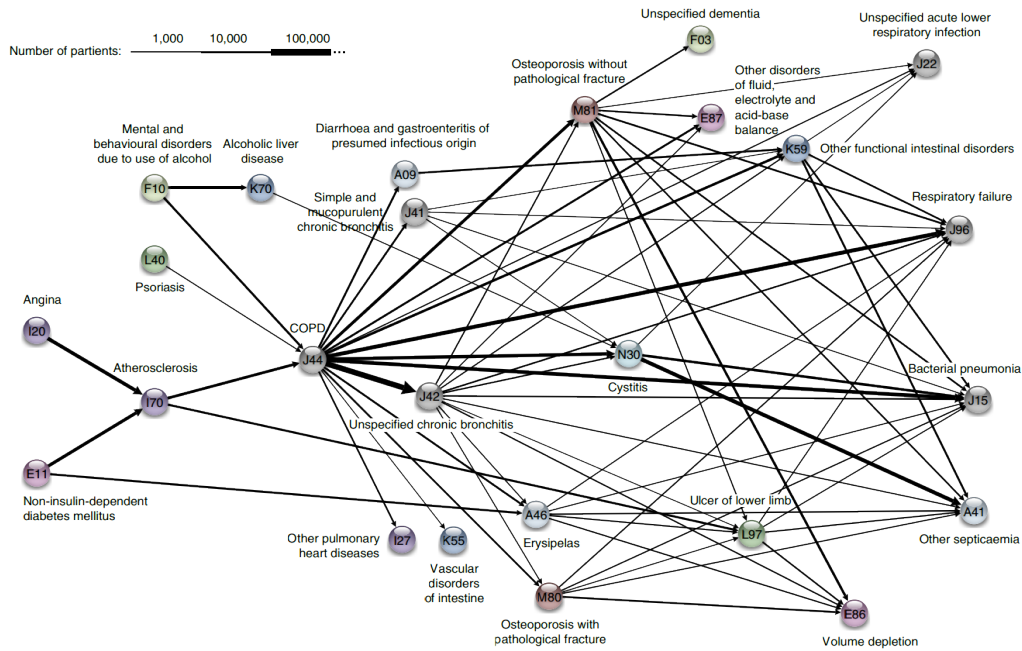 Number of partients:
1,000
10,000
100,000
Unspecified dementia
F03
Unspecified acute lower
respiratory infection
J22
Osteoporosis without
pathological fracture
M81
Other disorders
of fluid,
electrolyte and
acid-base
balance
E87
Mental and
behavioural disorders
due to use of alcohol
F10
Alcoholic liver
disease
K70
Diarrhoea and gastroenteritis of
presumed infectious origin
A09
K59
Other functional intestinal disorders
Simple and
mucopurulent
chronic bronchitis
J41
Respiratory failure
J96
L40
Psoriasis
Angina
I20
COPD
J44
N30
Cystitis
Atherosclerosis
I70
J42
Unspecified chronic bronchitis
Bacterial pneumonia
J15
E11
Non-insulin-dependent
diabetes mellitus
Other pulmonary
heart diseases
I27
K55
Vascular
disorders
of intestine
A46
Erysipelas
Ulcer of lower limb
L97
A41
Other septicaemia
M80
Osteoporosis with
pathological fracture
E86
Volume depletion